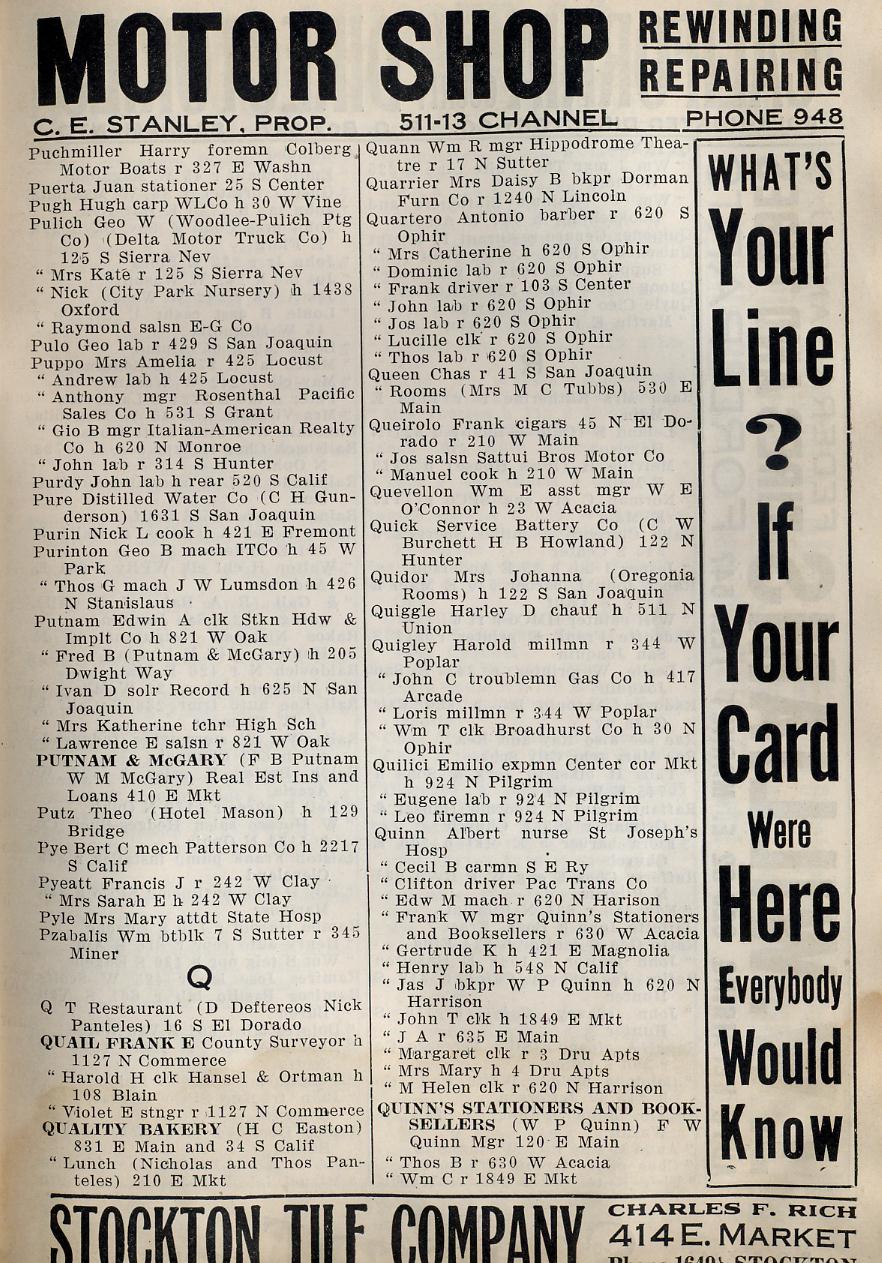 MOTOR SHOP
REWINDING
REPAIRING
C. E. STANLEY, PROP. 511-13 CHANNEL PHONE 948
Puchmiller Harry foremn Colberg
Motor Boats r 327 E Washn
Puerta Juan stationer 25 S Center
Pugh Hugh carp WLCo h 30 W Vine
Pulich Geo W (Woodlee-Pulich Ptg
Co) (Delta Motor Truck Co) h
125 S Sierra Nev
“ Mrs Kate r 125 S Sierra Nev
“ Nick (City Park Nursery) h 1438
Oxford
“ Raymond salsn E-G Co
Pulo Geo lab r 429 S San Joaquin
Puppo Mrs Amelia r 425 Locust
“ Andrew lab h 425 Locust
“ Anthony mgr Rosenthal Pacific
Sales Co h 531 S Grant
“ Gio B mgr Italian-American Realty
Co h 620 N Monroe
“ John lab r 314 S Hunter
Purdy John lab h rear 520 S Calif
Pure Distilled Water Co (C H Gun-
derson) 1631 S San Joaquin
Purin Nick L cook h 421 E Fremont
Purinton Geo B mach ITCo h 45 W
Park
“ Thos G mach J W Lumsdon h 426
N Stanislaus
Putnam Edwin A clk Stkn Hdw &
Implt Co h 821 W Oak
“ Fred B (Putnam & McGary) h 205
Dwight Way
“ Ivan D solr Record h 625 N San
Joaquin
“ Mrs Katherine tchr High Sch
“ Lawrence E salsn r 821 W Oak
PUTNAM & McGARY (F B Putnam
W M McGary) Real Est Ins and
Loans 410 E Mkt
Putz Theo (Hotel Mason) h 129
Bridge
Pye Bert C mech Patterson Co h 2217
S Calif
Pyeatt Francis J r 242 W Clay
“ Mrs Sarah E h 242 W Clay
Pyle Mrs Mary attdt State Hosp
Pzabalis Wm btblk 7 S Sutter r 345
Miner
Q
Q T Restaurant (D Deftereos Nick
Panteles) 16 S El Dorado
QUAIL FRANK E County Surveyor h
1127 N Commerce
“ Harold H clk Hansel & Ortman h
108 Blain
“ Violet E stngr r 1127 N Commerce
QUALITY BAKERY (H C Easton)
831 E Main and 34 S Calif
“ Lunch (Nicholas and Thos Pan-
teles) 210 E Mkt
Quann Wm R mgr Hippodrome Thea-
tre r 17 N Sutter
Quarrier Mrs Daisy B bkpr Dorman
Furn Co r 1240 N Lincoln
Quartero Antonio barber r 620 S
Ophir
“ Mrs Catherine h 620 S Ophir
“ Dominic lab r 620 S Ophir
“ Frank driver r 103 S Center
“ John lab r 620 S Ophir
“ Jos lab r 620 S Ophir
“ Lucille clk r 620 S Ophir
“ Thos lab r 620 S Ophir
Queen Chas r 41 S San Joaquin
“ Rooms (Mrs M C Tubbs) 530 E
Main
Queirolo Frank cigars 45 N El Do-
rado r 210 W Main
“ Jos salsn Sattui Bros Motor Co
“ Manuel cook h 210 W Main
Quevellon Wm E asst mgr W E
O'Connor h 23 W Acacia
Quick Service Battery Co (C W
Burchett H B Howland) 122 N
Hunter
Quidor Mrs Johanna (Oregonia
Rooms) h 122 S San Joaquin
Quiggle Harley D chauf h 511 N
Union
Quigley Harold millmn r 344 W
Poplar
“ John C troublemn Gas Co h 417
Arcade
“ Loris millmn r 344 W Poplar
“ Wm T clk Broadhurst Co h 30 N
Ophir
Quilici Emilio expmn Center cor Mkt
h 924 N Pilgrim
“ Eugene lab r 924 N Pilgrim
“ Leo firemn r 924 N Pilgrim
Quinn Albert nurse St Joseph's
Hosp
“ Cecil B carmn S E Ry
“ Clifton driver Pac Trans Co
“ Edw M mach r 620 N Harison
“ Frank W mgr Quinn's Stationers
and Booksellers r 630 W Acacia
“ Gertrude K h 421 E Magnolia
“ Henry lab h 548 N Calif
“ Jas J bkpr W P Quinn h 620 N
Harrison
“ John T clk h 1849 E Mkt
“ J A r 635 E Main
“ Margaret clk r 3 Dru Apts
“ Mrs Mary h 4 Dru Apts
“ M Helen clk r 620 N Harrison
QUINN'S STATIONERS AND BOOK-
SELLERS (W P Quinn) F W
Quinn Mgr 120 E Main
“ Thos B r 630 W Acacia
“ Wm C r 1849 E Mkt
WHAT'S
Your
Line
?
If
Your
Card
Were
Here
Everybody
Would
Know
STOCKTON TILE COMPANY
CHARLES F. RICH
414 E. MARKET